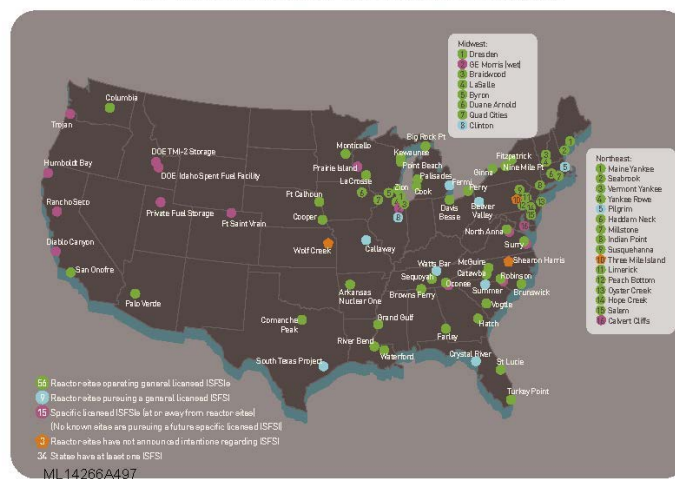 Midwest:
1 Dresden
2 GE Morris (wet)
3 Braidwood
4 LaSalle
5 Byron
6 Duane Arnold
7 Quad Cities
8 Clinton
Northeast:
1 Maine Yankee
2 Seabrook
3 Vermont Yankee
4 Yankee Rowe
5 Pilgrim
6 Haddam Neck
7 Millstone
8 Indian Point
9 Susquehanna
10 Three Mile Island
11 Limerick
12 Peach Bottom
13 Oyster Creek
14 Hope Creek
15 Salem
16 Calvert Cliffs
Columbia
Trojan
Humboldt Bay
Rancho Seco
Diablo Canyon
San Onofre
Palo Verde
DOE TMI-2 Storage
DOE Idaho Spent Fuel Facility
Private Fuel Storage
Ft Saint Vrain
Monticello
Prairie Island
LaCrosse
Kewaunee
Point Beach
Big Rock Pt
Palisades
Zion
Cook
Fermi
Perry
Davis
Besse
Beaver
Valley
Ginna
Fitzpatrick
Nine Mile Pt
Ft Calhoun
Cooper
Wolf Creek
Callaway
Arkansas
Nuclear One
Comanche
Peak
South Texas Project
River Bend
Waterford
Grand Gulf
Watts Bar
Sequoyah
Browns Ferry
Oconee
McGuire
Catawba
Summer
Robinson
Shearon Harris
Brunswick
North Anna
Surry
Vogtle
Hatch
Farley
Crystal River
St Lucie
Turkey Point
56 Reactor sites operating general licensed ISFSIs
9 Reactor sites pursuing a general licensed ISFSI
15 Specific licensed ISFSIs (at or away from reactor sites)
(No known sites are pursuing a future specific licensed ISFSI)
3 Reactor sites have not announced intentions regarding ISFSI
34 States have at least one ISFSI
ML14266A497